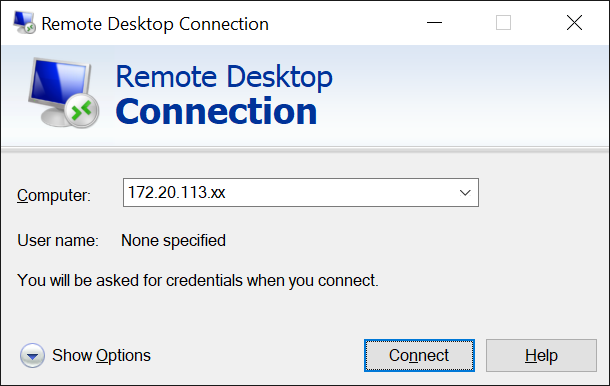 Remote Desktop Connection
Remote Desktop
Connection
Computer: 172.20.113.xx
User name: None specified
You will be asked for credentials when you connect.
Show Options Connect Help